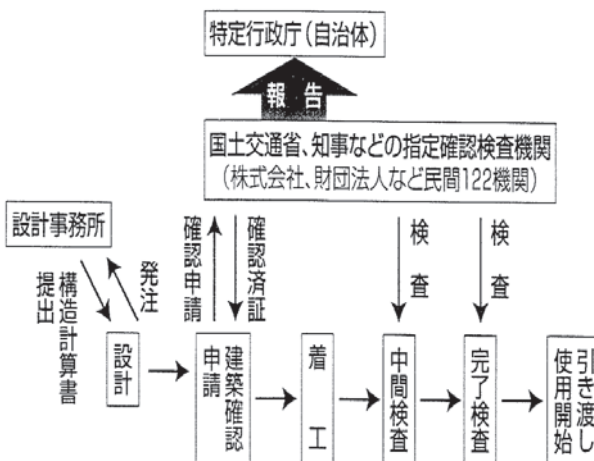 特定行政庁（自治体）
報告
国土交通省、知事などの指定確認検査機関
（株式会社、財団法人など民間122機関）
設計事務所
構造計算書
提出
発注
確認申請
確認済証
検査
検査
設計
建築確認
申請
着工
中間検査
完了検査
引き渡し
使用開始